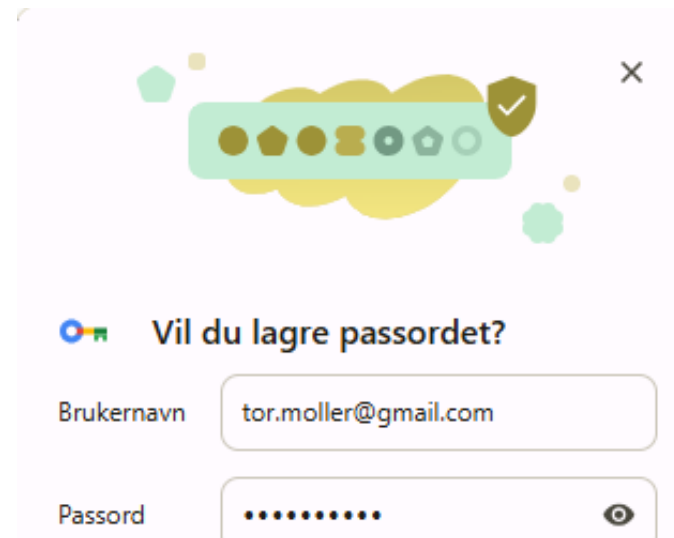 Vil du lagre passordet?
Brukernavn tor.moller@gmail.com
Passord ••••••••••